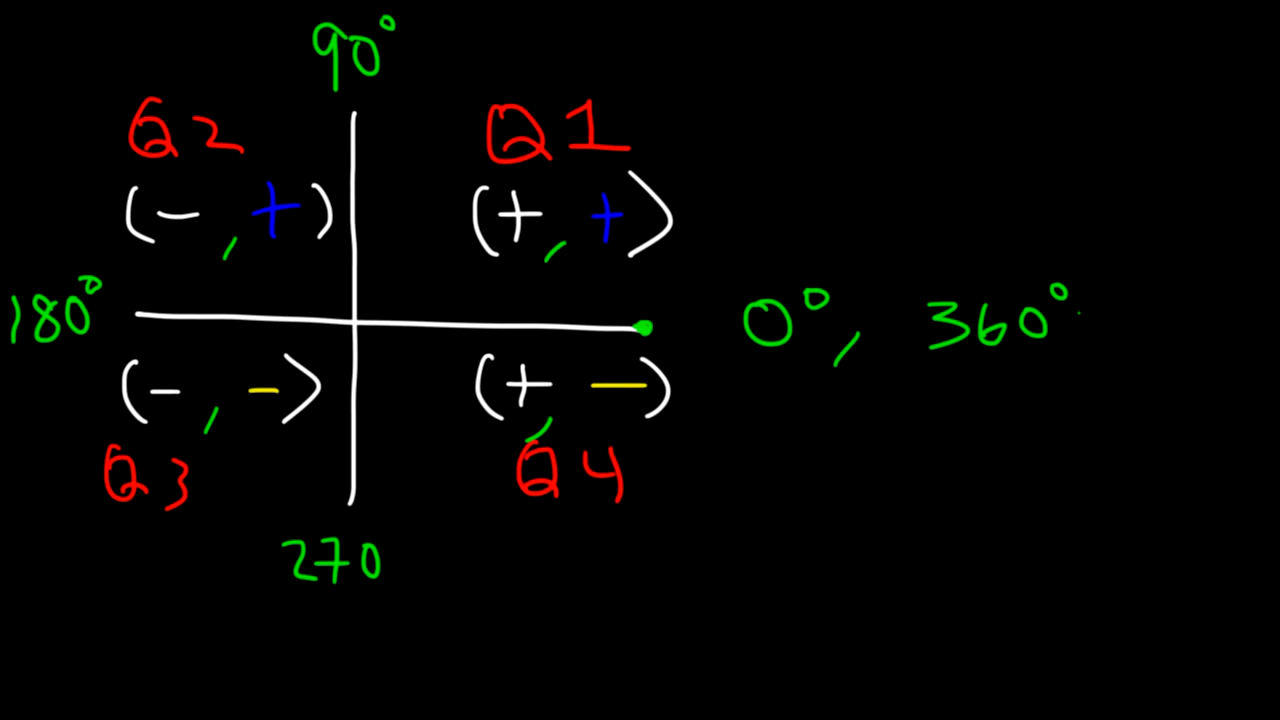 90°
Q2 Q1
(-, +) (+, +)
180° 0°, 360°
(-, -) (+, -)
Q3 Q4
270